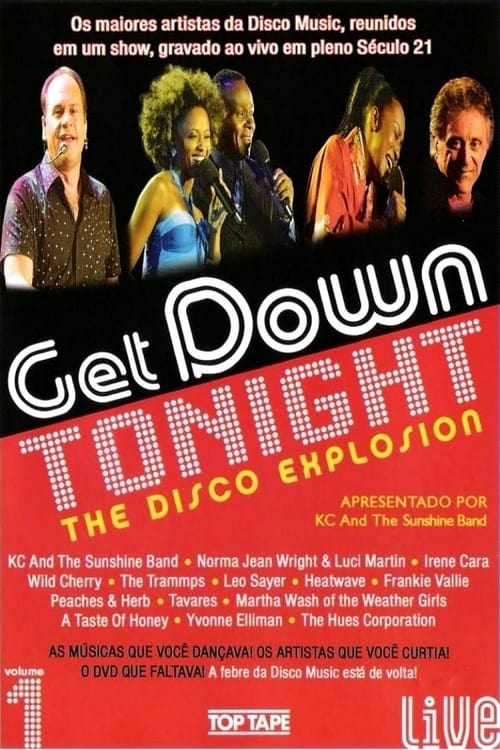 Os maiores artistas da Disco Music, reunidos
em um show, gravado ao vivo em pleno Século 21
Get Down
TONIGHT
THE DISCO EXPLOSION
APRESENTADO POR
KC And The Sunshine Band
KC And The Sunshine Band • Norma Jean Wright & Luci Martin • Irene Cara
Wild Cherry • The Trammps • Leo Sayer • Heatwave • Frankie Vallie
Peaches & Herb • Tavares • Martha Wash of the Weather Girls
A Taste Of Honey • Yvonne Elliman • The Hues Corporation
AS MÚSICAS QUE VOCÊ DANÇAVA! OS ARTISTAS QUE VOCÊ CURTIA!
O DVD QUE FALTAVA! A febre da Disco Music está de volta!
volume
1
TOP TAPE
LIVE